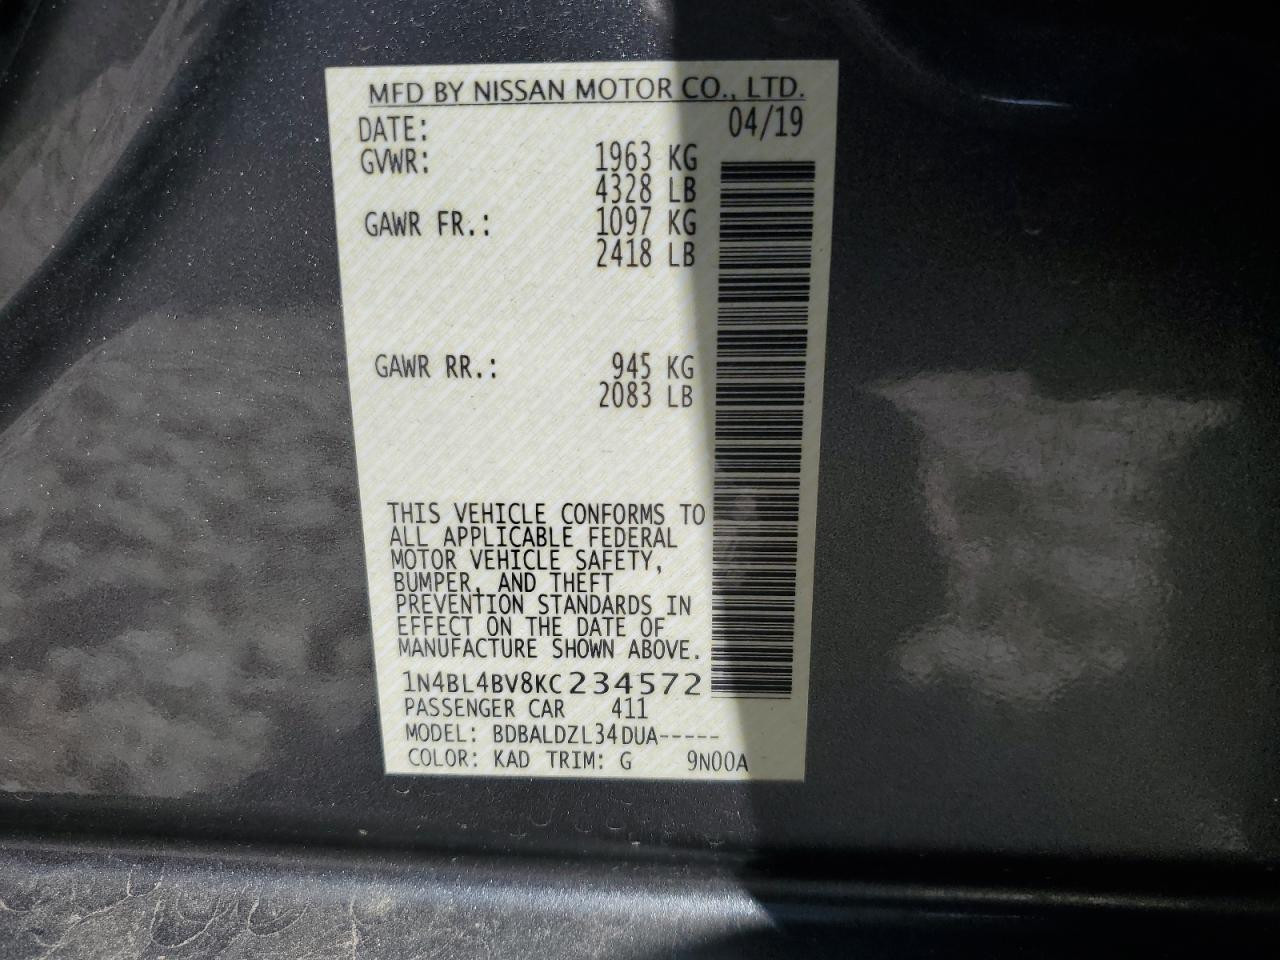 MFD BY NISSAN MOTOR CO., LTD.
DATE: 04/19
GVWR: 1963 KG
4328 LB
GAWR FR.: 1097 KG
2418 LB
GAWR RR.: 945 KG
2083 LB
THIS VEHICLE CONFORMS TO
ALL APPLICABLE FEDERAL
MOTOR VEHICLE SAFETY,
BUMPER, AND THEFT
PREVENTION STANDARDS IN
EFFECT ON THE DATE OF
MANUFACTURE SHOWN ABOVE.
1N4BL4BV8KC234572
PASSENGER CAR 411
MODEL: BDBALDZL34DUA-----
COLOR: KAD TRIM: G 9N00A